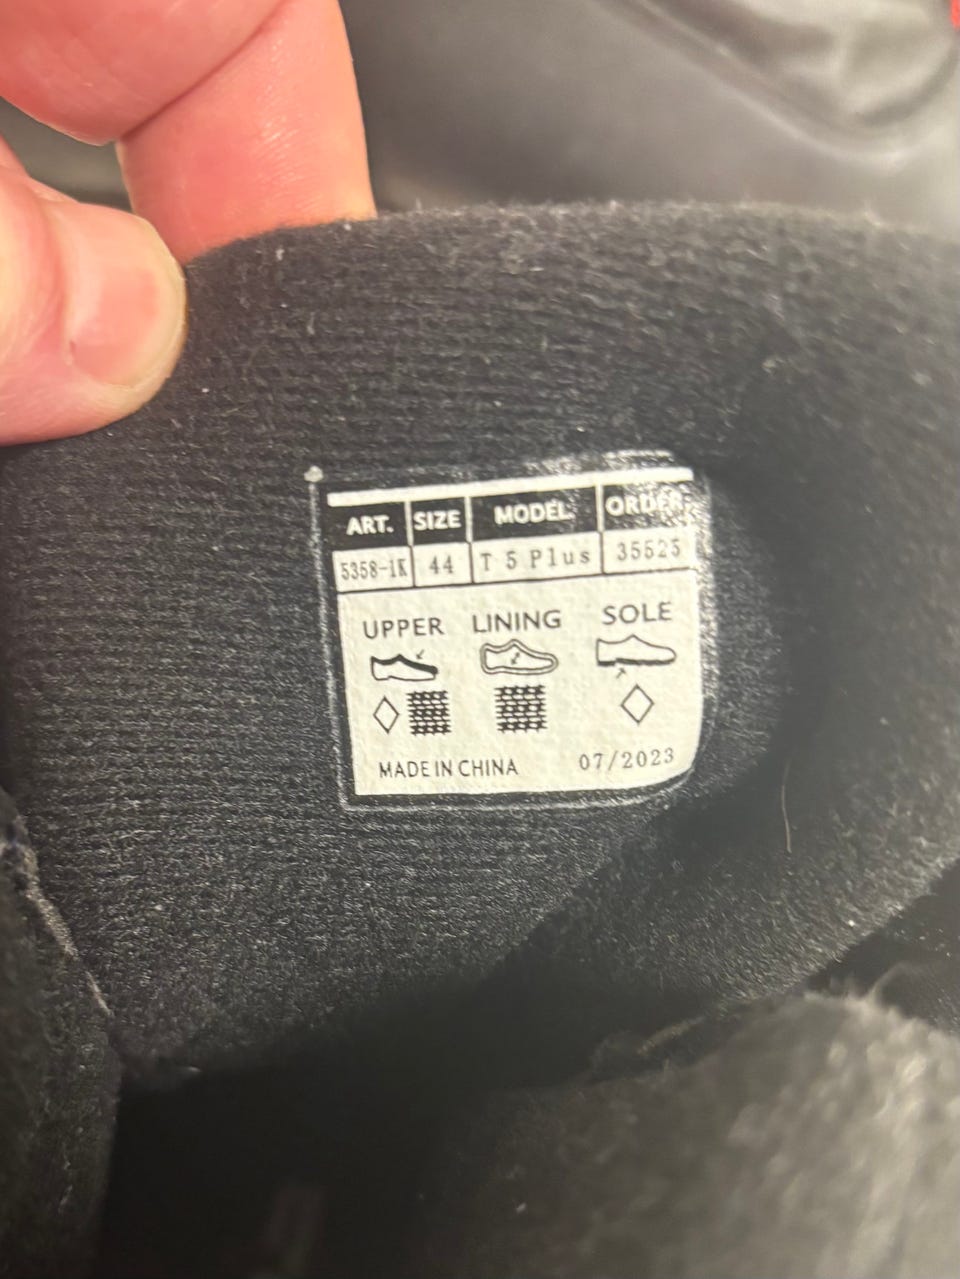 ART. SIZE MODEL ORDER
5358-1K 44 T 5 Plus 35525
UPPER LINING SOLE
MADE IN CHINA 07/2023